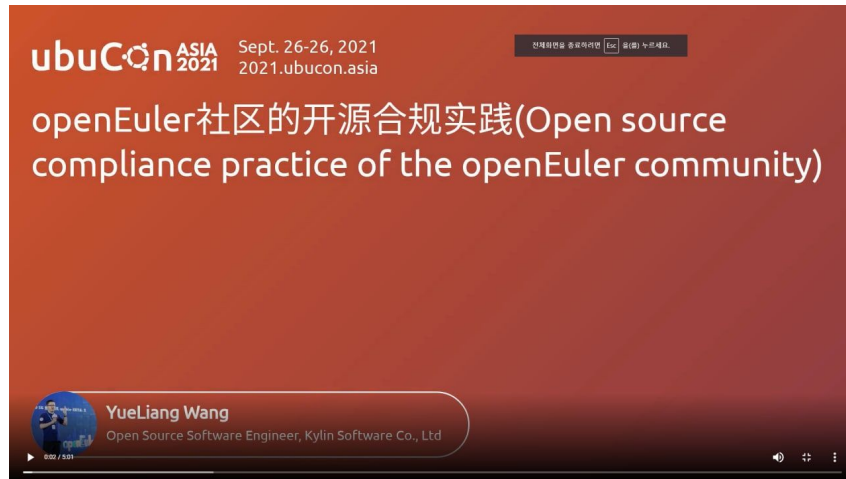 ubuCon ASIA 2021
Sept. 26-26, 2021
2021.ubucon.asia
전체화면을 종료하려면 Esc 을(를) 누르세요.
openEuler社区的开源合规实践(Open source
compliance practice of the openEuler community)
YueLiang Wang
Open Source Software Engineer, Kylin Software Co., Ltd
0:02 / 5:01